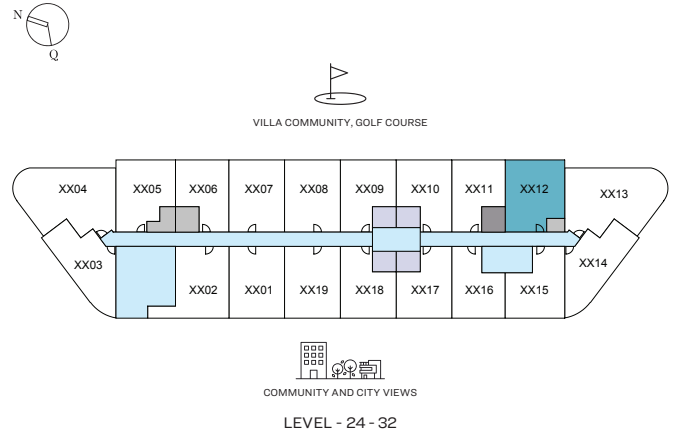 N
Q
VILLA COMMUNITY, GOLF COURSE
XX04 XX05 XX06 XX07 XX08 XX09 XX10 XX11 XX12 XX13
XX03 XX02 XX01 XX19 XX18 XX17 XX16 XX15 XX14
COMMUNITY AND CITY VIEWS
LEVEL - 24 - 32